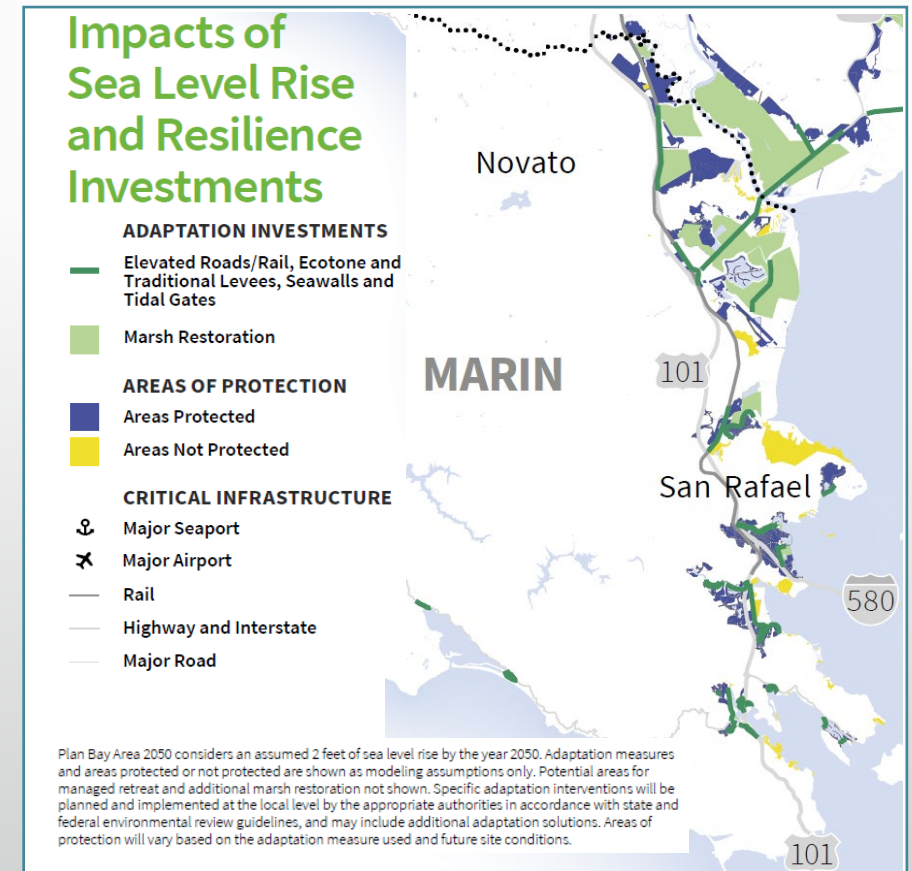 Impacts of
Sea Level Rise
and Resilience
Investments
ADAPTATION INVESTMENTS
Elevated Roads/Rail, Ecotone and
Traditional Levees, Seawalls and
Tidal Gates
Marsh Restoration
AREAS OF PROTECTION
Areas Protected
Areas Not Protected
CRITICAL INFRASTRUCTURE
Major Seaport
Major Airport
Rail
Highway and Interstate
Major Road
Novato
MARIN
101
San Rafael
580
101
Plan Bay Area 2050 considers an assumed 2 feet of sea level rise by the year 2050. Adaptation measures
and areas protected or not protected are shown as modeling assumptions only. Potential areas for
managed retreat and additional marsh restoration not shown. Specific adaptation interventions will be
planned and implemented at the local level by the appropriate authorities in accordance with state and
federal environmental review guidelines, and may include additional adaptation solutions. Areas of
protection will vary based on the adaptation measure used and future site conditions.